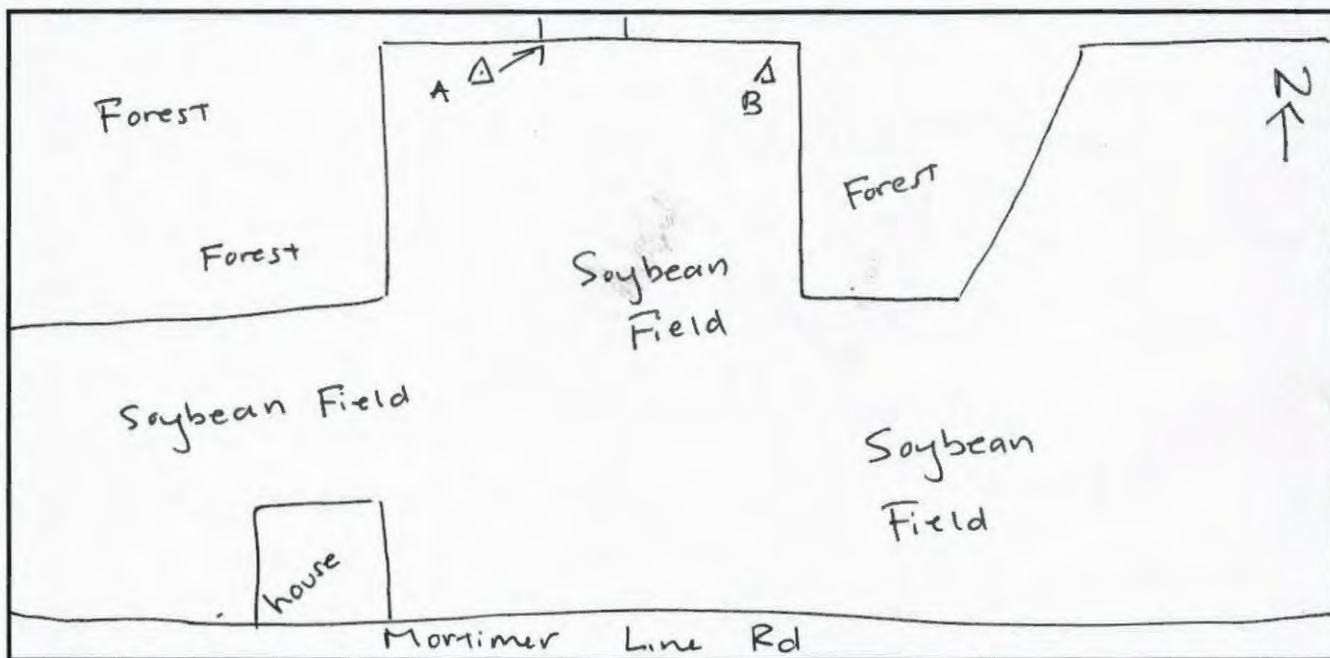 Forest
A
B
N
Forest
Forest
Soybean
Field
Soybean Field
Soybean
Field
house
Mortimer Line Rd